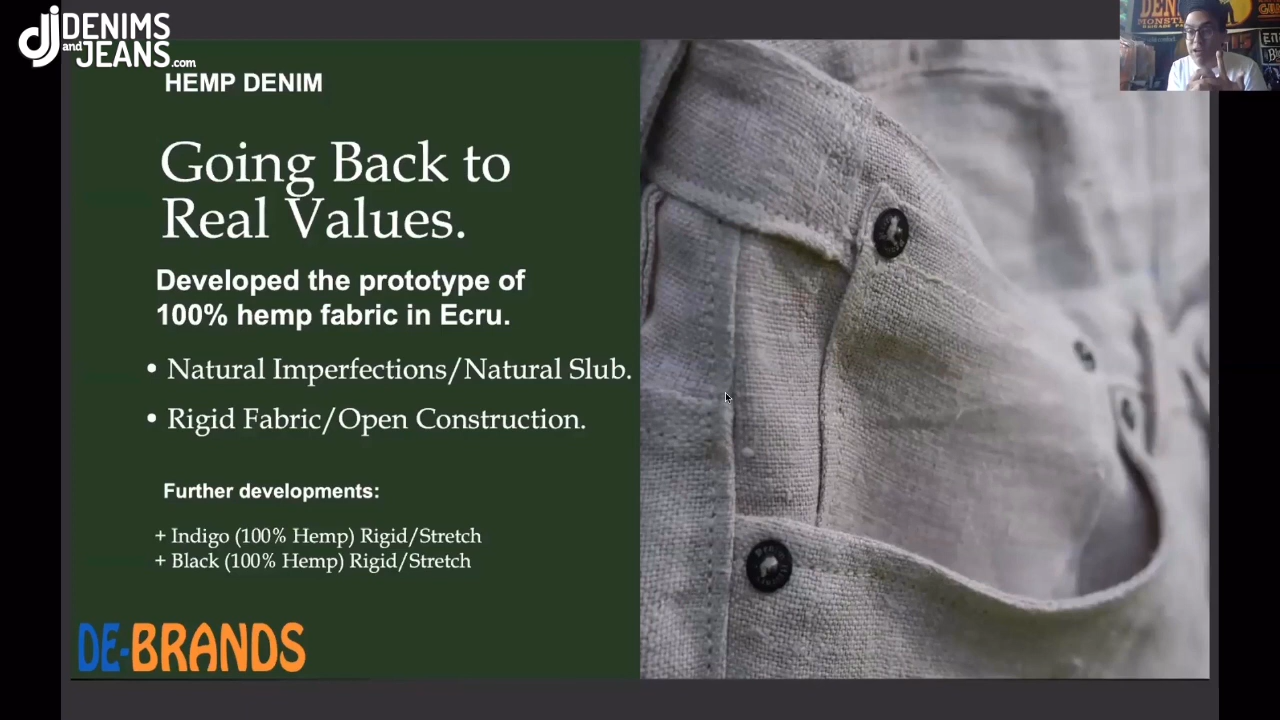 dj DENIMS
and JEANS.com
HEMP DENIM
Going Back to
Real Values.
Developed the prototype of
100% hemp fabric in Ecru.
• Natural Imperfections/Natural Slub.
• Rigid Fabric/Open Construction.
Further developments:
+ Indigo (100% Hemp) Rigid/Stretch
+ Black (100% Hemp) Rigid/Stretch
DE-BRANDS